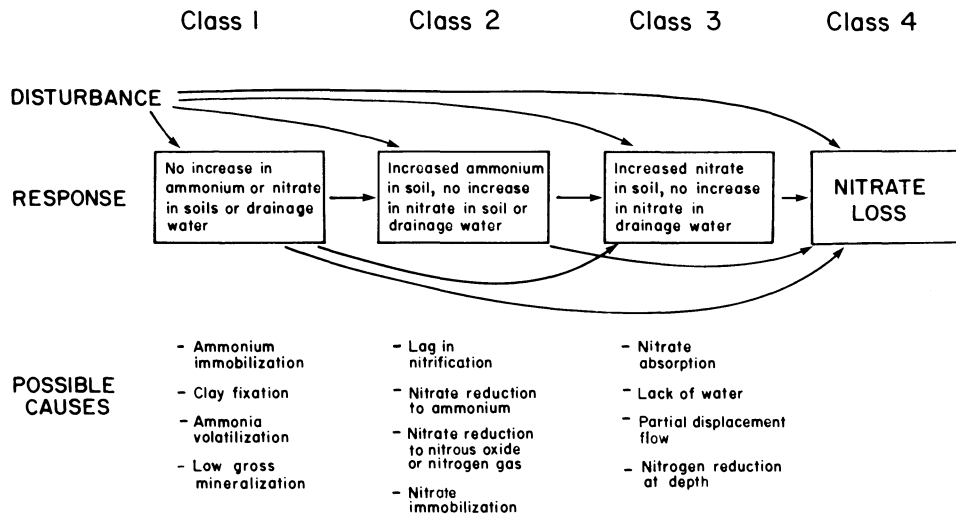 Class 1 Class 2 Class 3 Class 4
DISTURBANCE
RESPONSE
No increase in
ammonium or nitrate
in soils or drainage
water
Increased ammonium
in soil, no increase
in nitrate in soil or
drainage water
Increased nitrate
in soil, no increase
in nitrate in
drainage water
NITRATE
LOSS
POSSIBLE
CAUSES
- Ammonium
immobilization
- Clay fixation
- Ammonia
volatilization
- Low gross
mineralization
- Lag in
nitrification
- Nitrate reduction
to ammonium
- Nitrate reduction
to nitrous oxide
or nitrogen gas
- Nitrate
immobilization
- Nitrate
absorption
- Lack of water
- Partial displacement
flow
- Nitrogen reduction
at depth